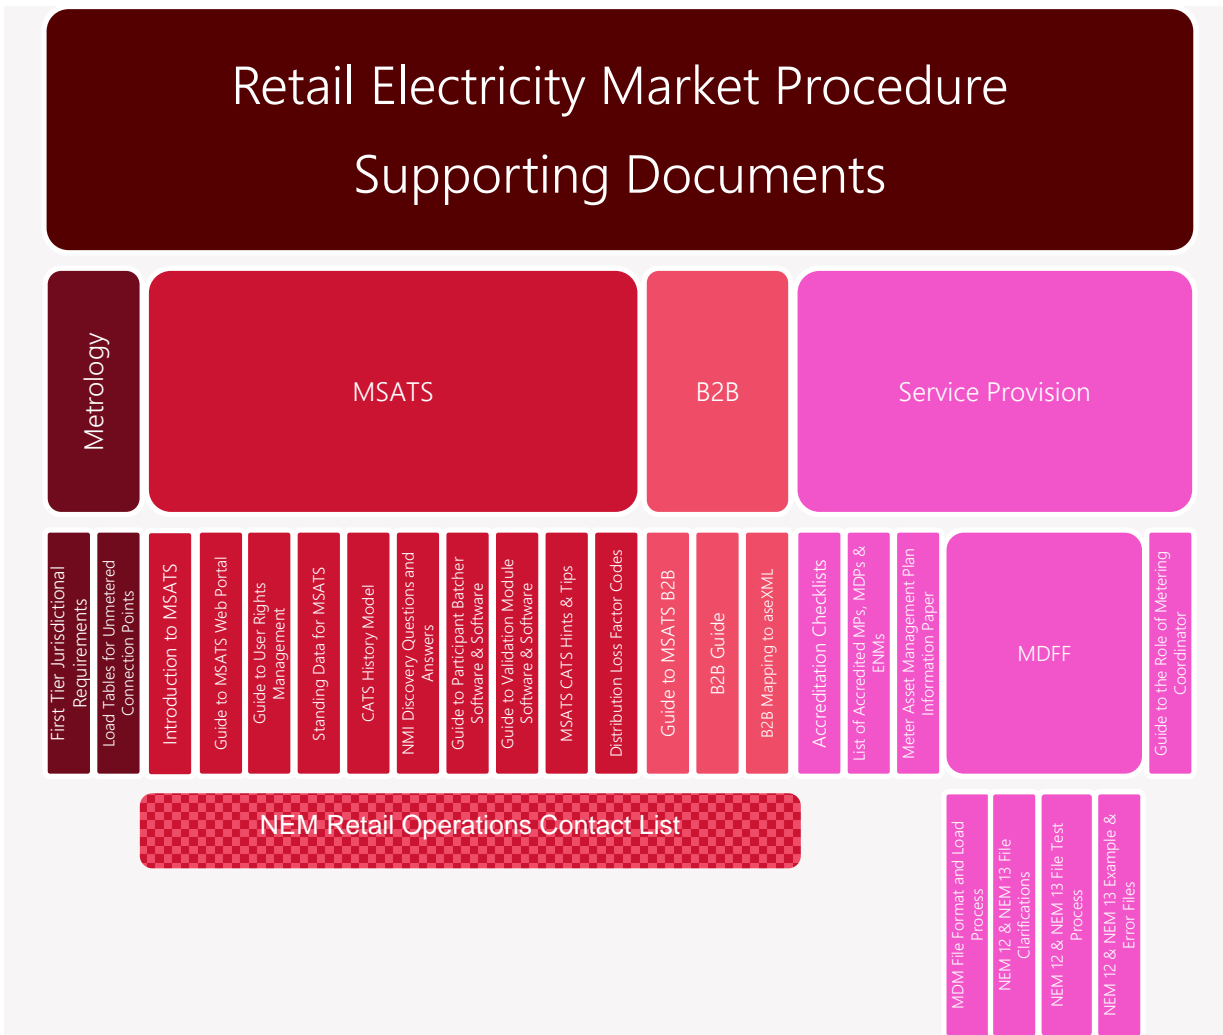 Retail Electricity Market Procedure
Supporting Documents
Metrology
MSATS
B2B
Service Provision
First Tier Jurisdictional
Requirements
Load Tables for Unmetered
Connection Points
Introduction to MSATS
Guide to MSATS Web Portal
Guide to User Rights
Management
Standing Data for MSATS
CATS History Model
NMI Discovery Questions and
Answers
Guide to Participant Batcher
Software & Software
Guide to Validation Module
Software & Software
MSATS CATS Hints & Tips
Distribution Loss Factor Codes
Guide to MSATS B2B
B2B Guide
B2B Mapping to aseXML
Accreditation Checklists
List of Accredited MPs, MDPs &
ENMs
Meter Asset Management Plan
Information Paper
MDFF
Guide to the Role of Metering
Coordinator
NEM Retail Operations Contact List
MDM File Format and Load
Process
NEM 12 & NEM 13 File
Clarifications
NEM 12 & NEM 13 File Test
Process
NEM 12 & NEM 13 Example &
Error Files